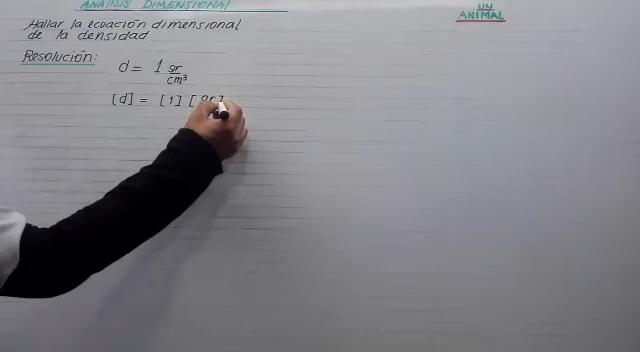 ANÁLISIS DIMENSIONAL
UN
ANIMAL
Hallar la ecuación dimensional
de la densidad.
Resolución:
d = 1 gr
cm³
[d] = [1] [gr]